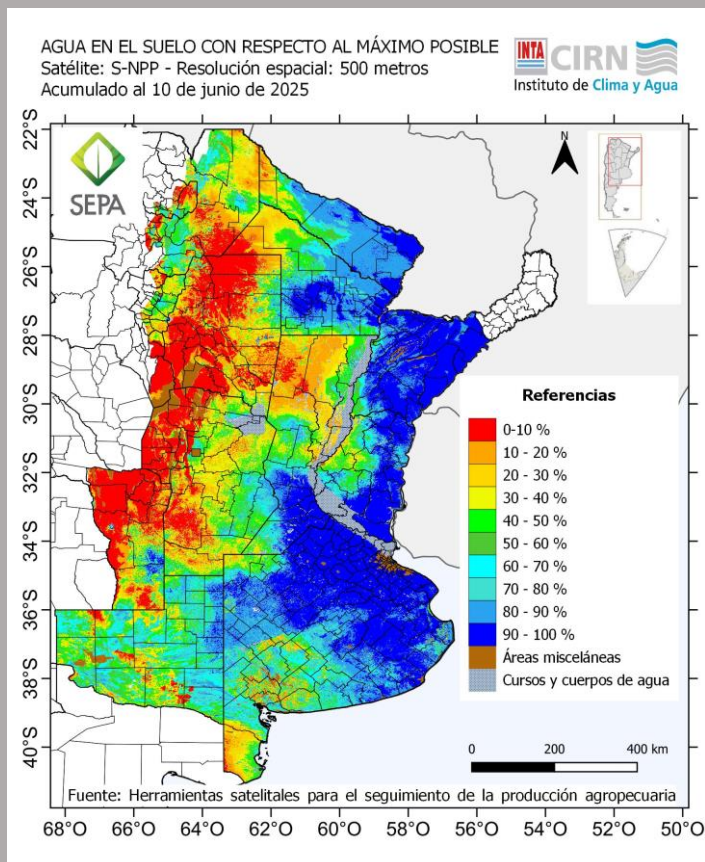 AGUA EN EL SUELO CON RESPECTO AL MÁXIMO POSIBLE
Satélite: S-NPP - Resolución espacial: 500 metros
Acumulado al 10 de junio de 2025
INTA CIRN
Instituto de Clima y Agua
SEPA
N
22°S
24°S
26°S
28°S
30°S
32°S
34°S
36°S
38°S
40°S
Referencias
0-10 %
10 - 20 %
20 - 30 %
30 - 40 %
40 - 50 %
50 - 60 %
60 - 70 %
70 - 80 %
80 - 90 %
90 - 100 %
Áreas misceláneas
Cursos y cuerpos de agua
0 200 400 km
Fuente: Herramientas satelitales para el seguimiento de la producción agropecuaria
68°O 66°O 64°O 62°O 60°O 58°O 56°O 54°O 52°O 50°O